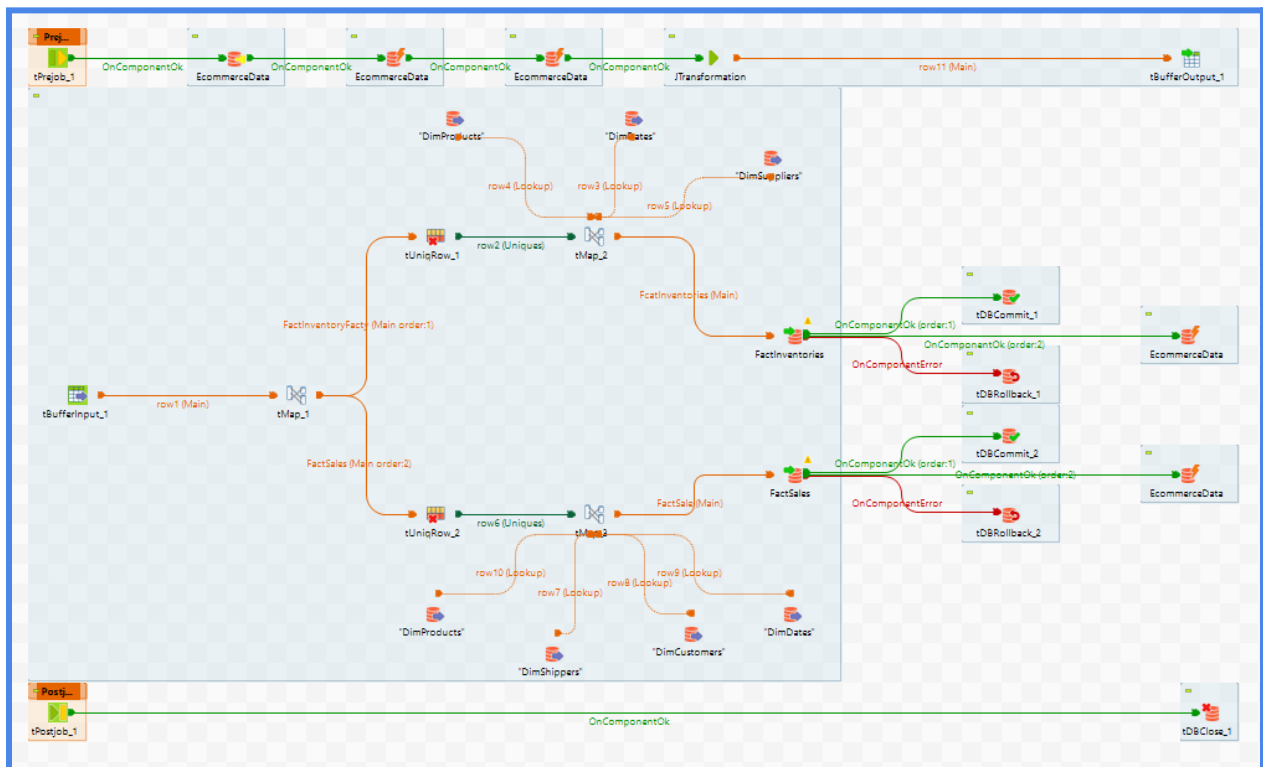 Prej...
tPrejob_1
OnComponentOk
EcommerceData
OnComponentOk
EcommerceData
OnComponentOk
EcommerceData
OnComponentOk
JTransformation
row11 (Main)
tBufferOutput_1
"DimProducts"
"DimDates"
"DimSuppliers"
row4 (Lookup)
row3 (Lookup)
row5 (Lookup)
tUniqRow_1
row2 (Uniques)
tMap_2
FcatInventories (Main)
FactInventoryFacty (Main order:1)
FactInventories
OnComponentOk (order:1)
tDBCommit_1
OnComponentOk (order:2)
EcommerceData
OnComponentError
tDBRollback_1
tBufferInput_1
row1 (Main)
tMap_1
FactSales (Main order:2)
FactSales
OnComponentOk (order:1)
tDBCommit_2
OnComponentOk (order:2)
EcommerceData
OnComponentError
tDBRollback_2
FactSale (Main)
tUniqRow_2
row6 (Uniques)
tMap_3
row10 (Lookup)
row7 (Lookup)
row8 (Lookup)
row9 (Lookup)
"DimProducts"
"DimShippers"
"DimCustomers"
"DimDates"
Postj...
tPostjob_1
OnComponentOk
tDBClose_1